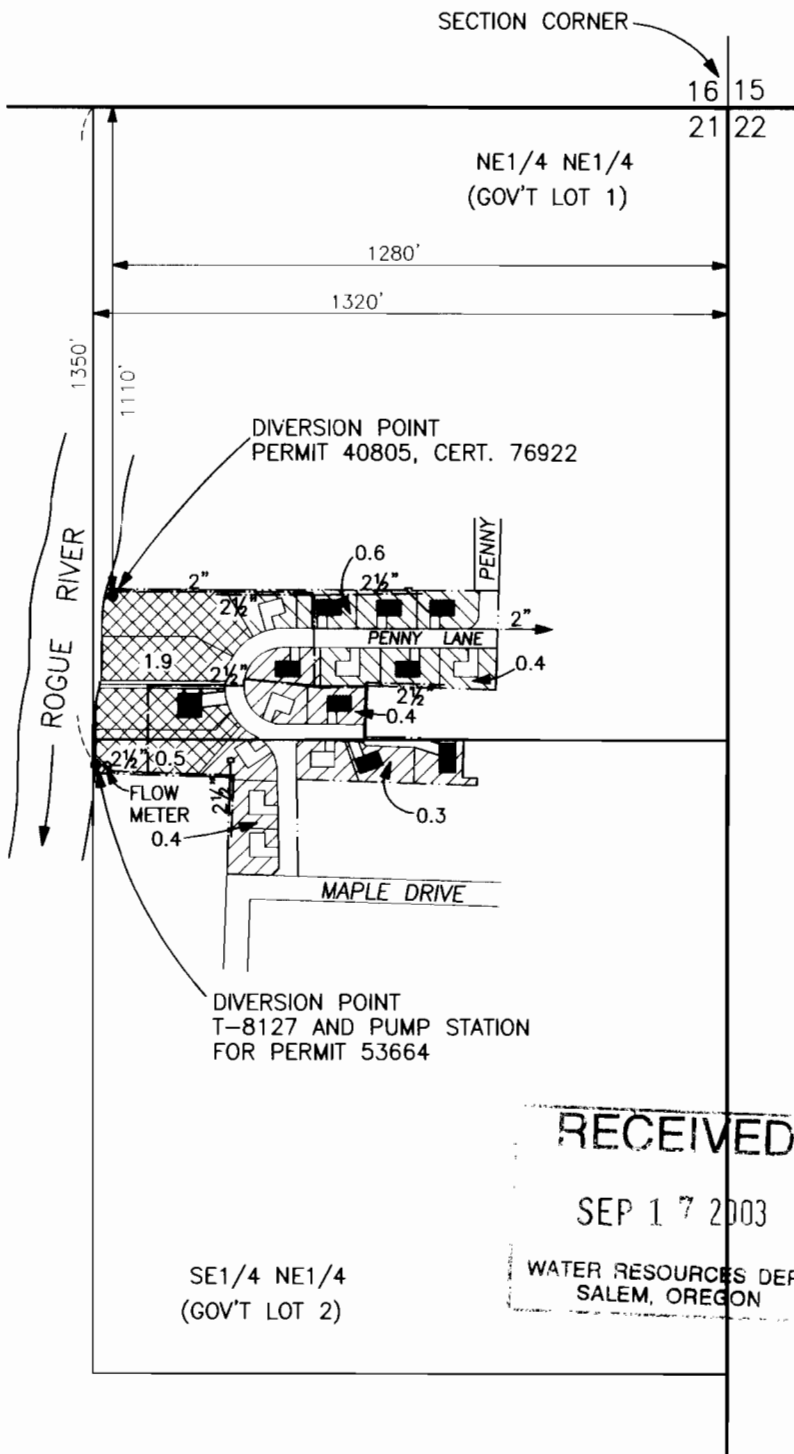 SECTION CORNER
16 15
21 22
NE1/4 NE1/4
(GOV'T LOT 1)
1280'
1320'
1350'
1110'
DIVERSION POINT
PERMIT 40805, CERT. 76922
ROGUE RIVER
PENNY
0.6
2"
2½"
2½"
2"
PENNY LANE
1.9
2½"
0.4
2½"
0.4
2½"
0.5
FLOW
METER
2½"
0.4
0.3
MAPLE DRIVE
DIVERSION POINT
T-8127 AND PUMP STATION
FOR PERMIT 53664
RECEIVED
SEP 17 2003
WATER RESOURCES DEP
SALEM, OREGON
SE1/4 NE1/4
(GOV'T LOT 2)